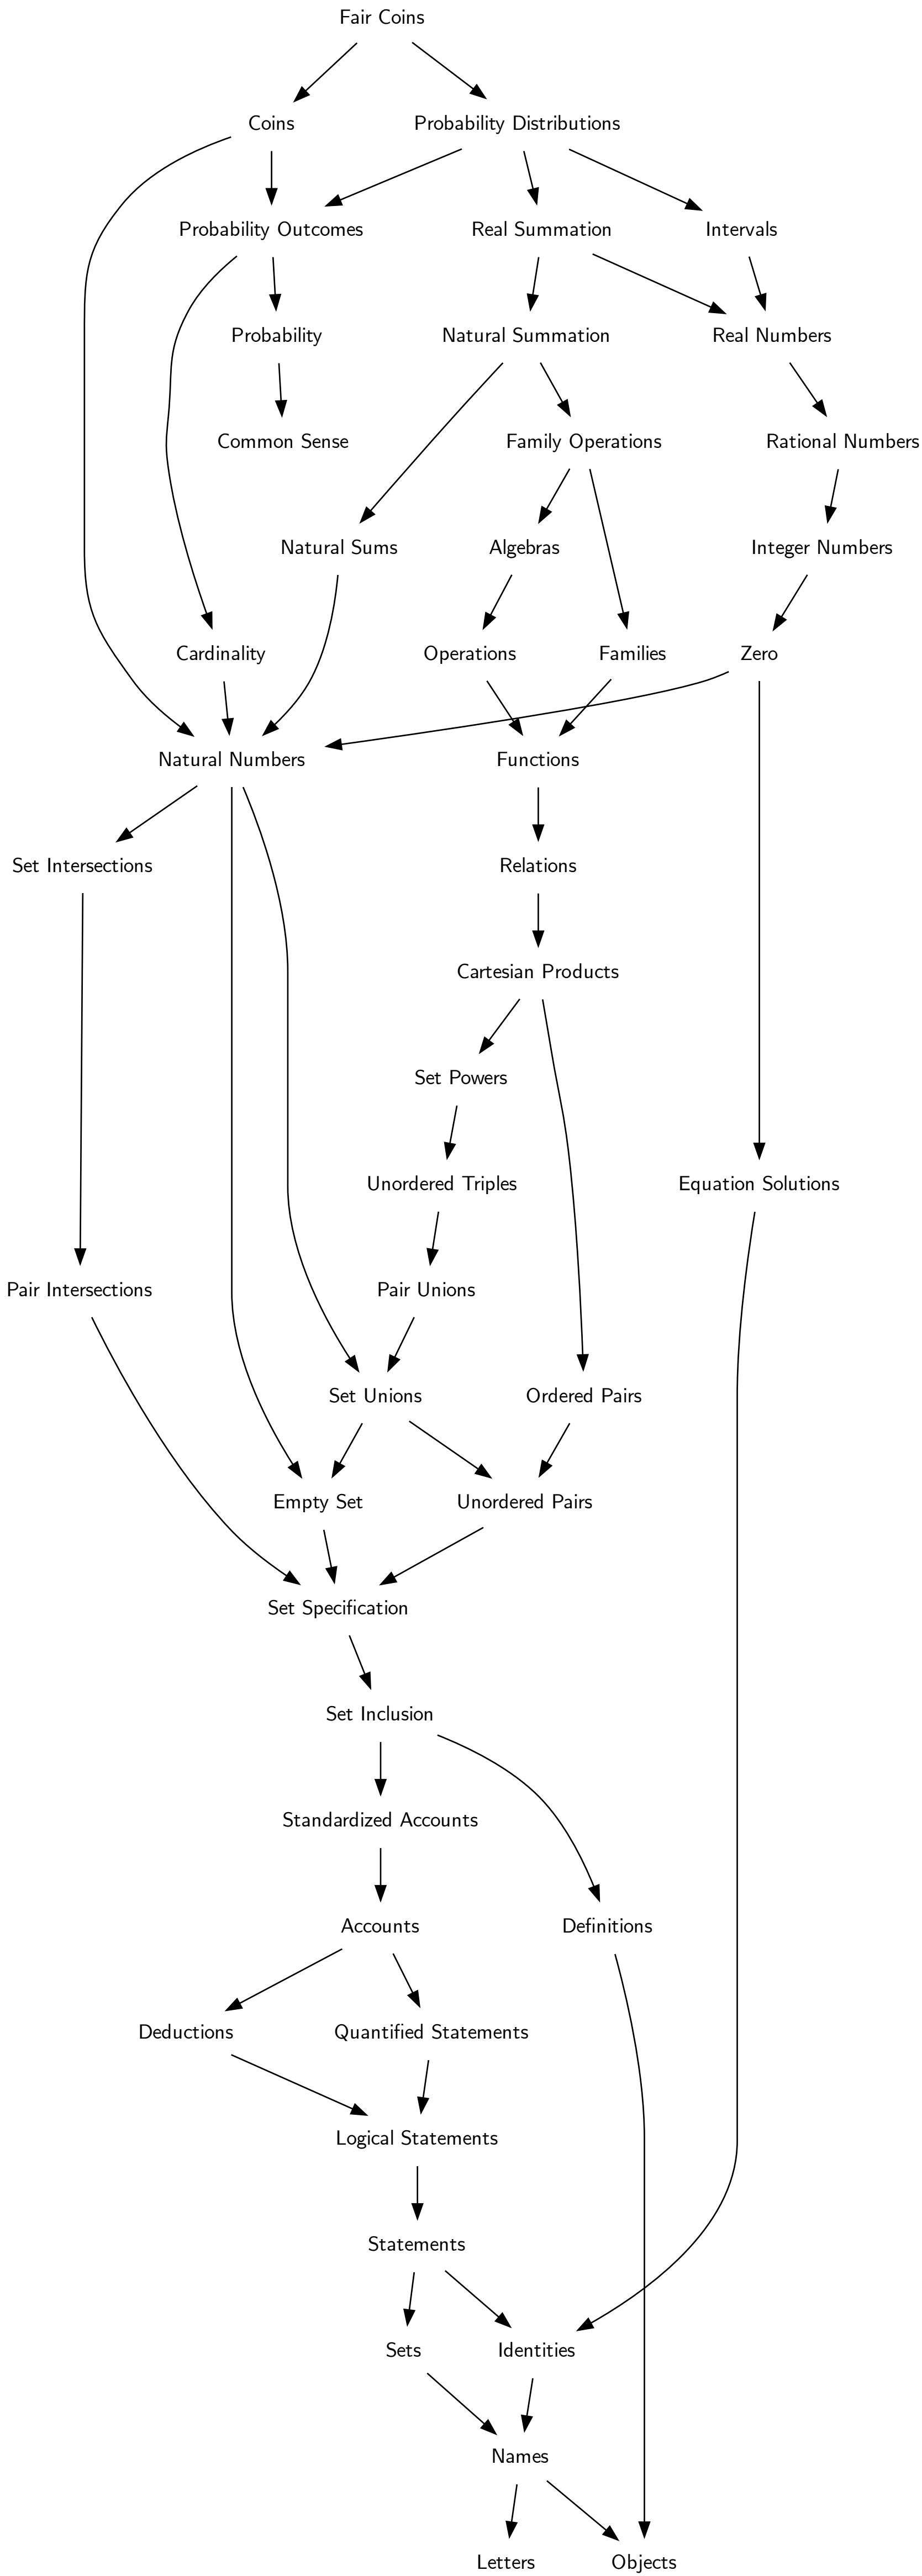 Fair Coins
Coins
Probability Distributions
Probability Outcomes
Real Summation
Intervals
Probability
Natural Summation
Real Numbers
Common Sense
Family Operations
Rational Numbers
Natural Sums
Algebras
Integer Numbers
Cardinality
Operations
Families
Zero
Natural Numbers
Functions
Set Intersections
Relations
Cartesian Products
Set Powers
Unordered Triples
Equation Solutions
Pair Intersections
Pair Unions
Set Unions
Ordered Pairs
Empty Set
Unordered Pairs
Set Specification
Set Inclusion
Standardized Accounts
Accounts
Definitions
Deductions
Quantified Statements
Logical Statements
Statements
Sets
Identities
Names
Letters
Objects